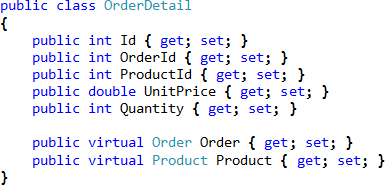 public class OrderDetail
{
    public int Id { get; set; }
    public int OrderId { get; set; }
    public int ProductId { get; set; }
    public double UnitPrice { get; set; }
    public int Quantity { get; set; }

    public virtual Order Order { get; set; }
    public virtual Product Product { get; set; }
}